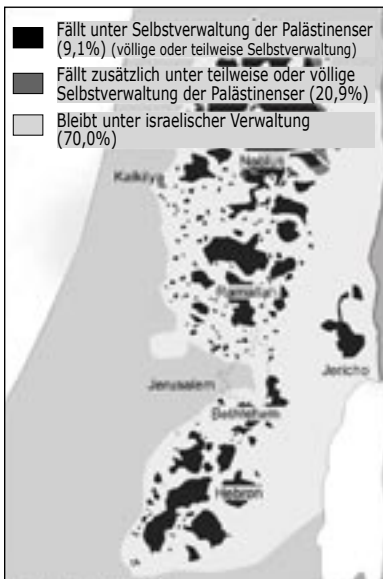 Fällt unter Selbstverwaltung der Palästinenser
(9,1%) (völlige oder teilweise Selbstverwaltung)
Fällt zusätzlich unter teilweise oder völlige
Selbstverwaltung der Palästinenser (20,9%)
Bleibt unter israelischer Verwaltung
(70,0%)
Nablus
Kalkilya
Ramallah
Jericho
Jerusalem
Bethlehem
Hebron